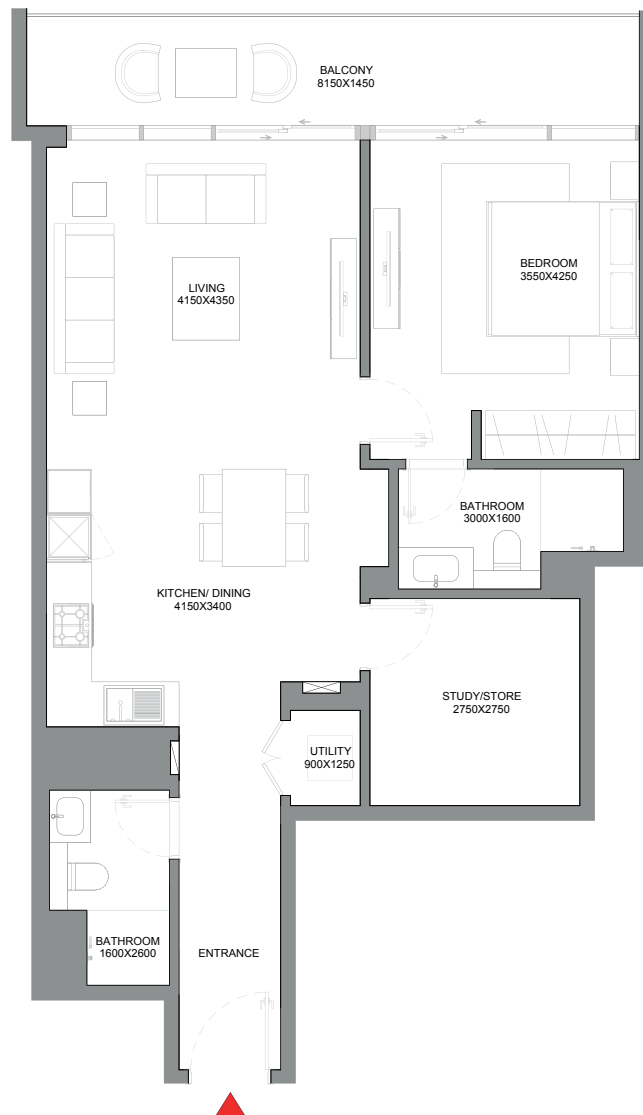 BALCONY
8150X1450
LIVING
4150X4350
BEDROOM
3550X4250
BATHROOM
3000X1600
KITCHEN/ DINING
4150X3400
STUDY/STORE
2750X2750
UTILITY
900X1250
BATHROOM
1600X2600
ENTRANCE